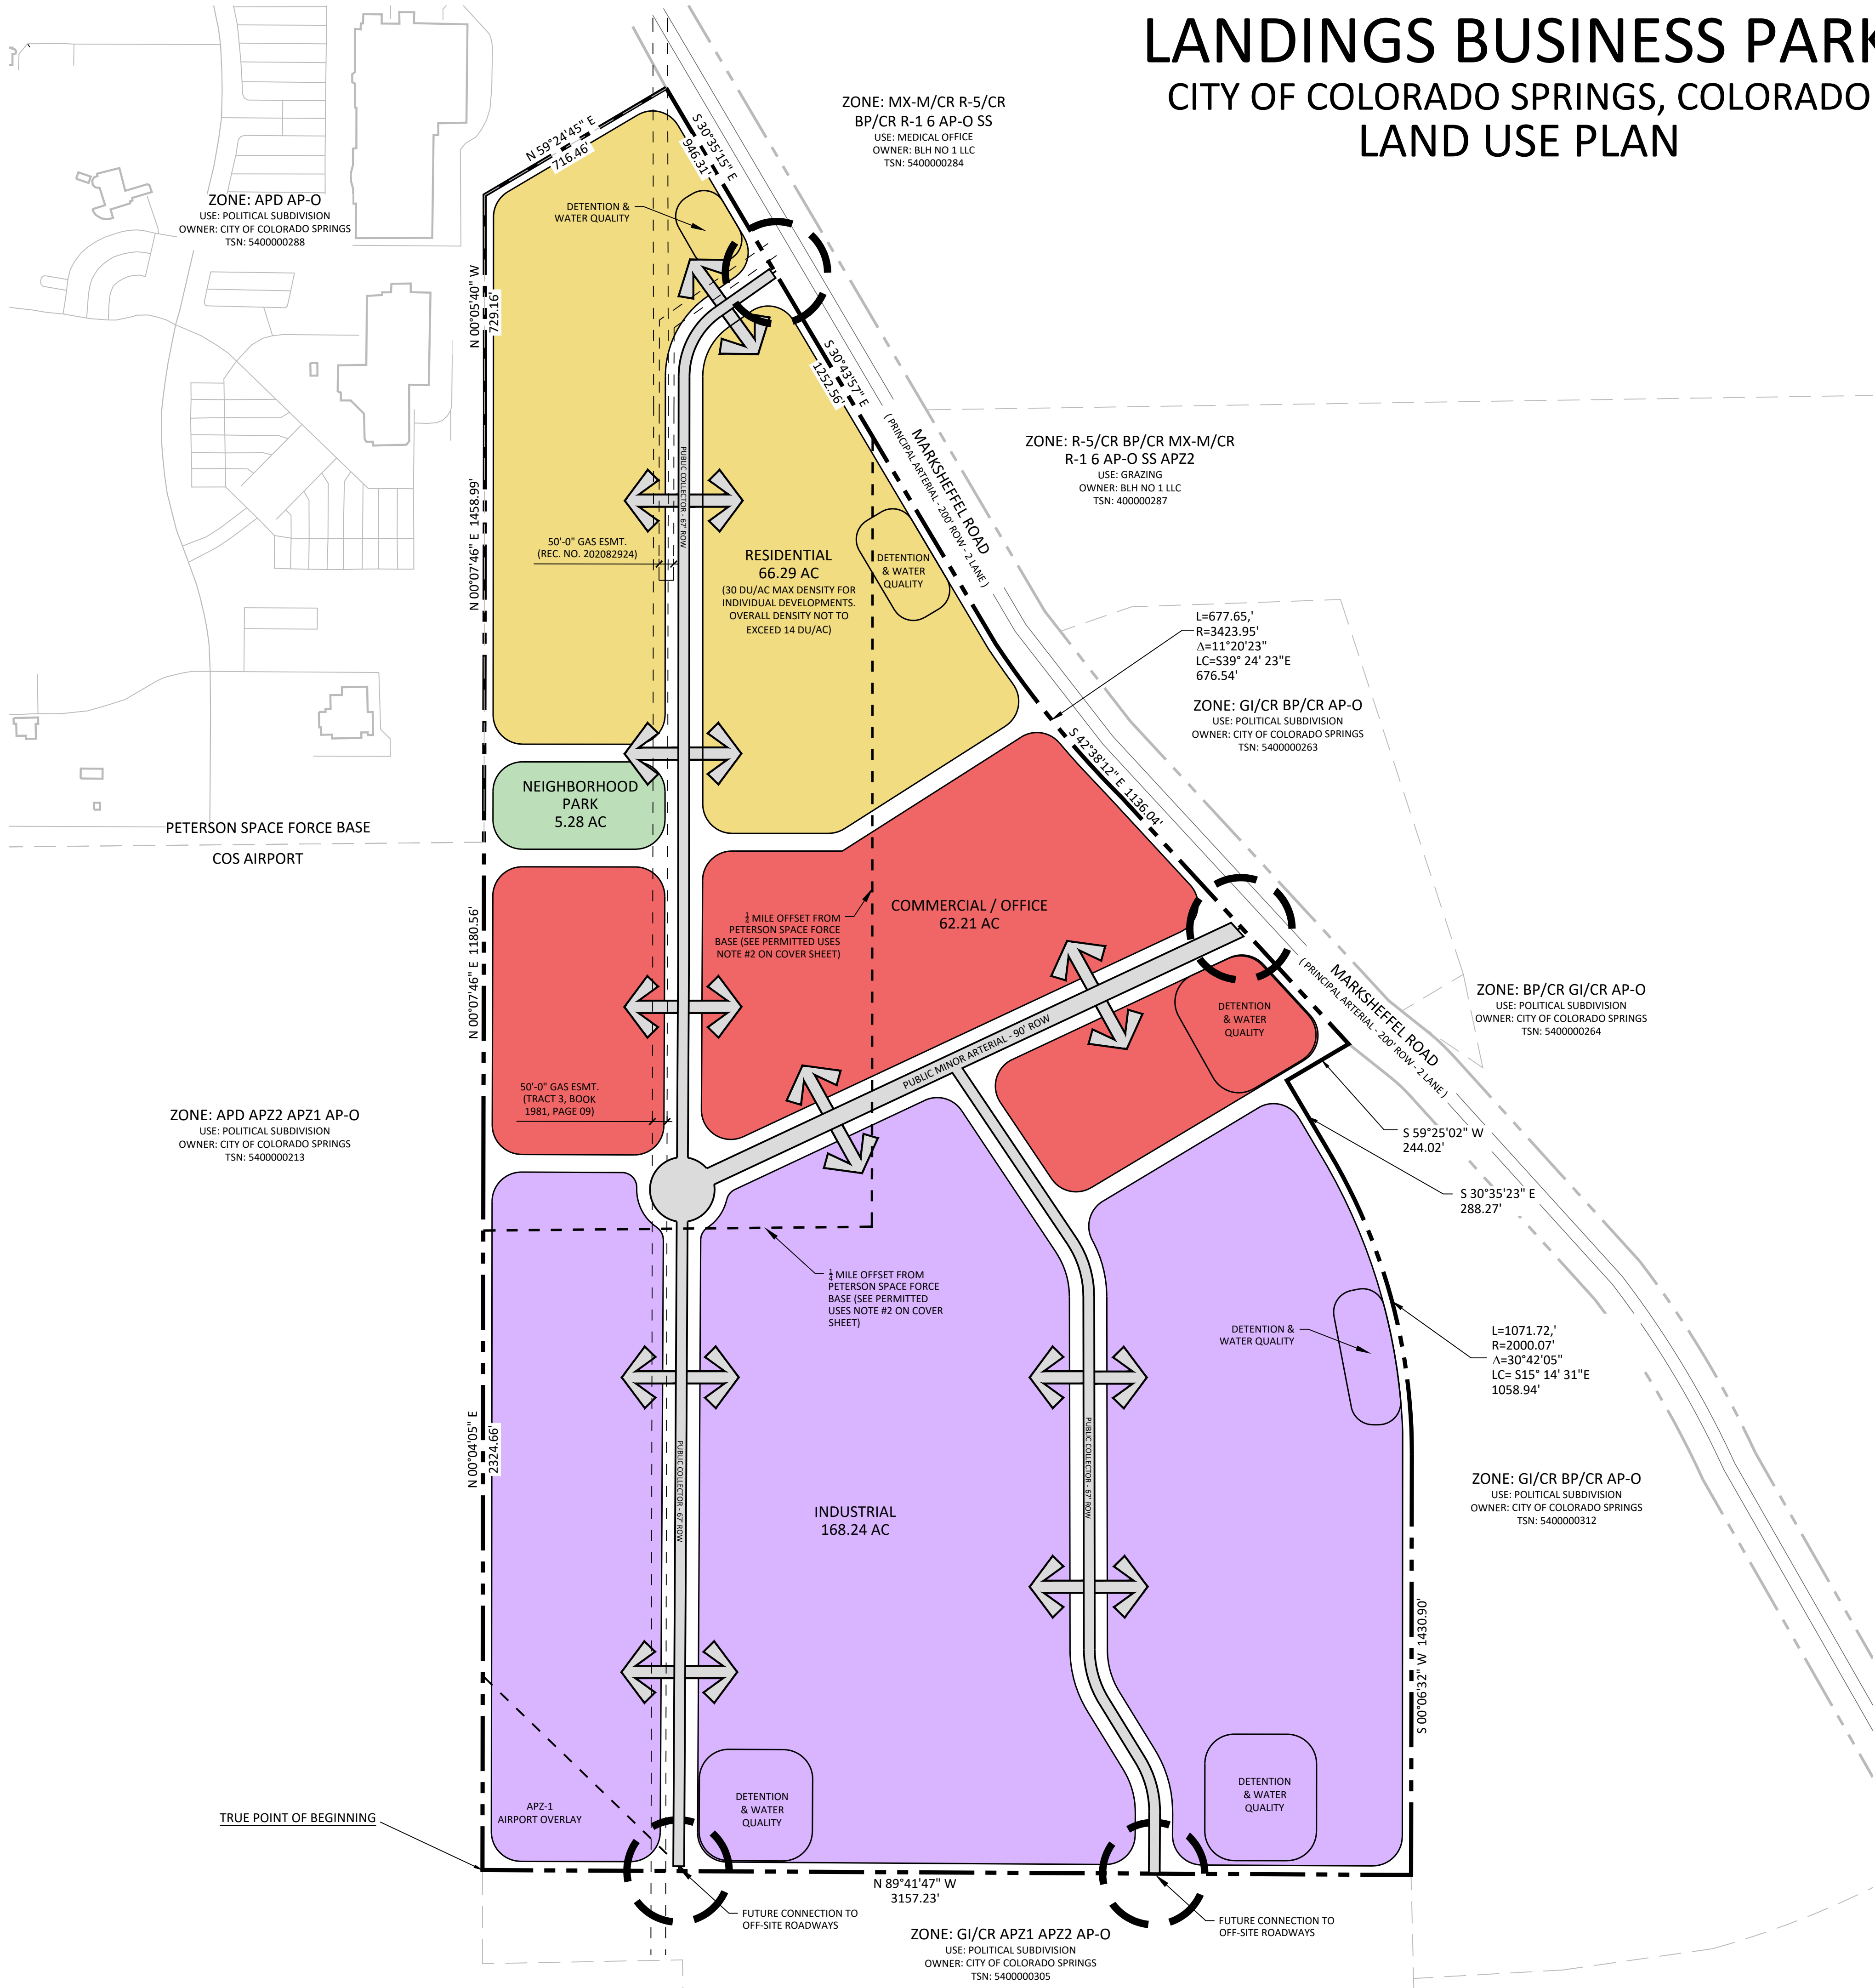 LANDINGS BUSINESS PARK
CITY OF COLORADO SPRINGS, COLORADO
LAND USE PLAN
ZONE: MX-M/CR R-5/CR
BP/CR R-1 6 AP-O SS
USE: MEDICAL OFFICE
OWNER: BLH NO 1 LLC
TSN: 5400000284
N 59°24'45" E
716.46'
S 30°35'15" E
946.31'
ZONE: APD AP-O
USE: POLITICAL SUBDIVISION
OWNER: CITY OF COLORADO SPRINGS
TSN: 5400000288
DETENTION &
WATER QUALITY
N 00°05'40" W
729.16'
S 30°43'57" E
1252.56'
MARKSHEFFEL ROAD
( PRINCIPAL ARTERIAL - 200' ROW - 2 LANE )
ZONE: R-5/CR BP/CR MX-M/CR
R-1 6 AP-O SS APZ2
USE: GRAZING
OWNER: BLH NO 1 LLC
TSN: 400000287
PUBLIC COLLECTOR - 67' ROW
N 00°07'46" E 1458.99'
50'-0" GAS ESMT.
(REC. NO. 202082924)
RESIDENTIAL
66.29 AC
(30 DU/AC MAX DENSITY FOR
INDIVIDUAL DEVELOPMENTS.
OVERALL DENSITY NOT TO
EXCEED 14 DU/AC)
DETENTION
& WATER
QUALITY
L=677.65,'
R=3423.95'
Δ=11°20'23"
LC=S39° 24' 23"E
676.54'
ZONE: GI/CR BP/CR AP-O
USE: POLITICAL SUBDIVISION
OWNER: CITY OF COLORADO SPRINGS
TSN: 5400000263
S 42°38'12" E 1136.04'
NEIGHBORHOOD
PARK
5.28 AC
PETERSON SPACE FORCE BASE
COS AIRPORT
N 00°07'46" E 1180.56'
¼ MILE OFFSET FROM
PETERSON SPACE FORCE
BASE (SEE PERMITTED USES
NOTE #2 ON COVER SHEET)
COMMERCIAL / OFFICE
62.21 AC
MARKSHEFFEL ROAD
( PRINCIPAL ARTERIAL - 200' ROW - 2 LANE )
ZONE: BP/CR GI/CR AP-O
USE: POLITICAL SUBDIVISION
OWNER: CITY OF COLORADO SPRINGS
TSN: 5400000264
DETENTION
& WATER
QUALITY
PUBLIC MINOR ARTERIAL - 90' ROW
50'-0" GAS ESMT.
(TRACT 3, BOOK
1981, PAGE 09)
ZONE: APD APZ2 APZ1 AP-O
USE: POLITICAL SUBDIVISION
OWNER: CITY OF COLORADO SPRINGS
TSN: 5400000213
S 59°25'02" W
244.02'
S 30°35'23" E
288.27'
¼ MILE OFFSET FROM
PETERSON SPACE FORCE
BASE (SEE PERMITTED
USES NOTE #2 ON COVER
SHEET)
DETENTION &
WATER QUALITY
L=1071.72,'
R=2000.07'
Δ=30°42'05"
LC= S15° 14' 31"E
1058.94'
N 00°04'05" E
2324.66'
PUBLIC COLLECTOR - 67' ROW
PUBLIC COLLECTOR - 67' ROW
INDUSTRIAL
168.24 AC
ZONE: GI/CR BP/CR AP-O
USE: POLITICAL SUBDIVISION
OWNER: CITY OF COLORADO SPRINGS
TSN: 5400000312
S 00°06'32" W 1430.90'
APZ-1
AIRPORT OVERLAY
DETENTION
& WATER
QUALITY
DETENTION
& WATER
QUALITY
TRUE POINT OF BEGINNING
N 89°41'47" W
3157.23'
FUTURE CONNECTION TO
OFF-SITE ROADWAYS
FUTURE CONNECTION TO
OFF-SITE ROADWAYS
ZONE: GI/CR APZ1 APZ2 AP-O
USE: POLITICAL SUBDIVISION
OWNER: CITY OF COLORADO SPRINGS
TSN: 5400000305